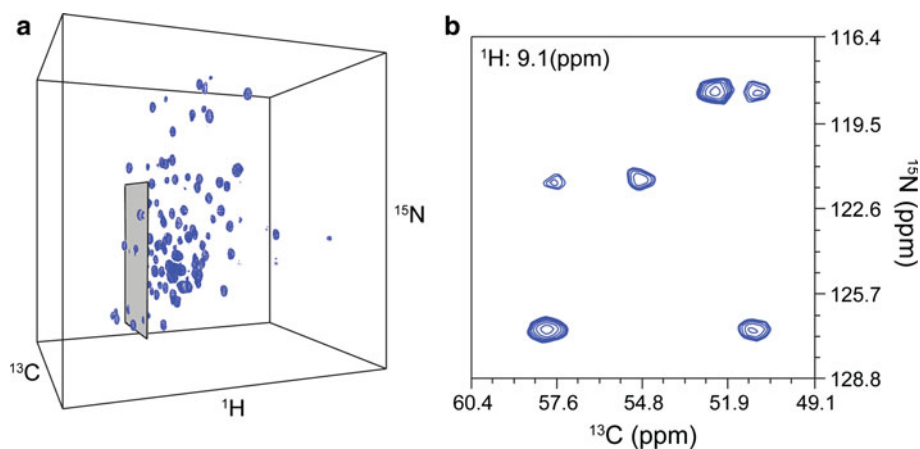 a
¹⁵N
¹³C
¹H
b
¹H: 9.1(ppm)
116.4
119.5
122.6
125.7
128.8
¹⁵N (ppm)
60.4 57.6 54.8 51.9 49.1
¹³C (ppm)